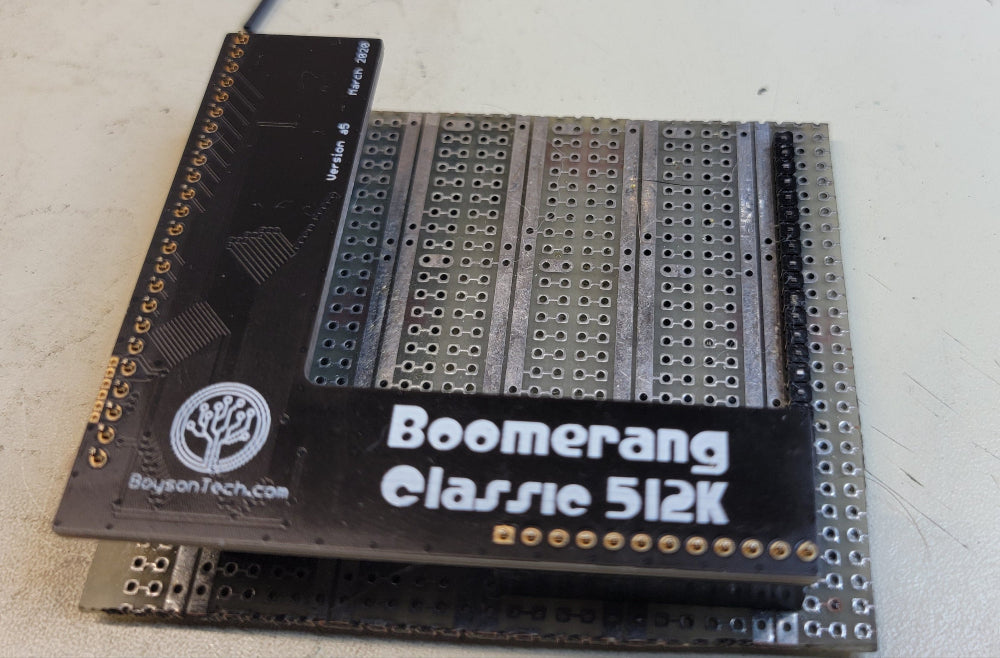 March 2020
Version a5
BoysonTech.com
Boomerang
Classic 512K